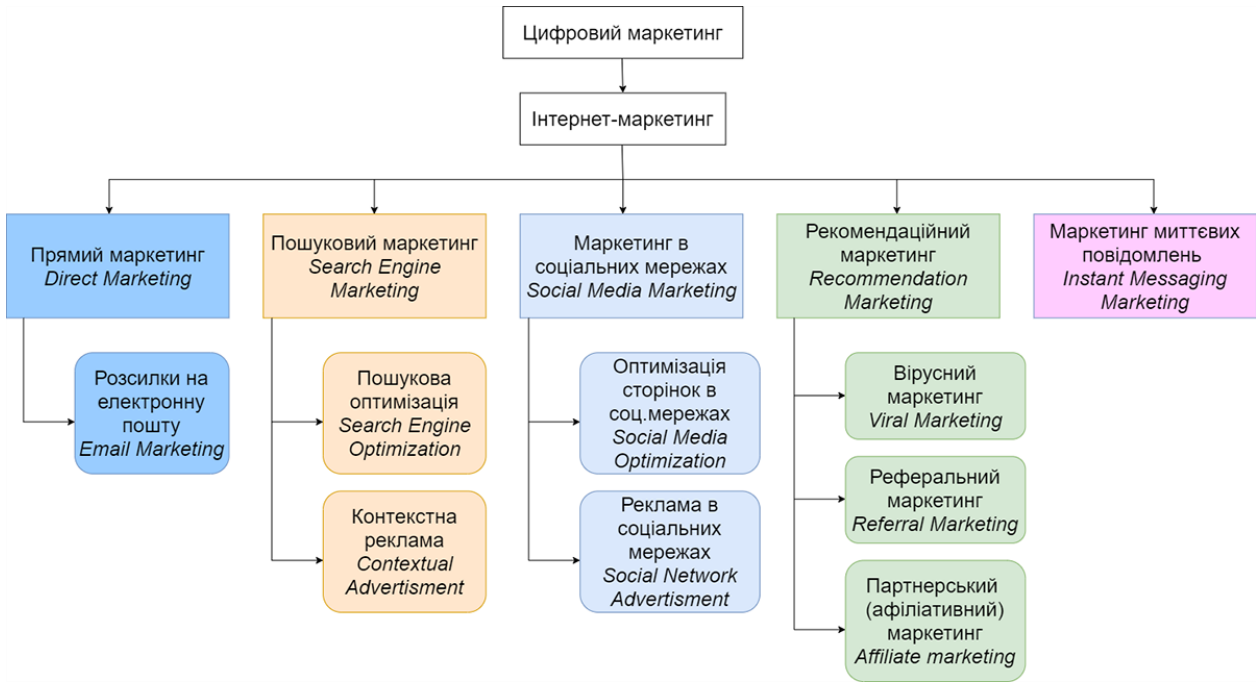 Цифровий маркетинг
Інтернет-маркетинг
Прямий маркетинг
Direct Marketing
Пошуковий маркетинг
Search Engine
Marketing
Маркетинг в
соціальних мережах
Social Media Marketing
Рекомендаційний
маркетинг
Recommendation
Marketing
Маркетинг миттєвих
повідомлень
Instant Messaging
Marketing
Розсилки на
електронну
пошту
Email Marketing
Пошукова
оптимізація
Search Engine
Optimization
Контекстна
реклама
Contextual
Advertisment
Оптимізація
сторінок в
соц.мережах
Social Media
Optimization
Реклама в
соціальних
мережах
Social Network
Advertisment
Вірусний
маркетинг
Viral Marketing
Реферальний
маркетинг
Referral Marketing
Партнерський
(афіліативний)
маркетинг
Affiliate marketing